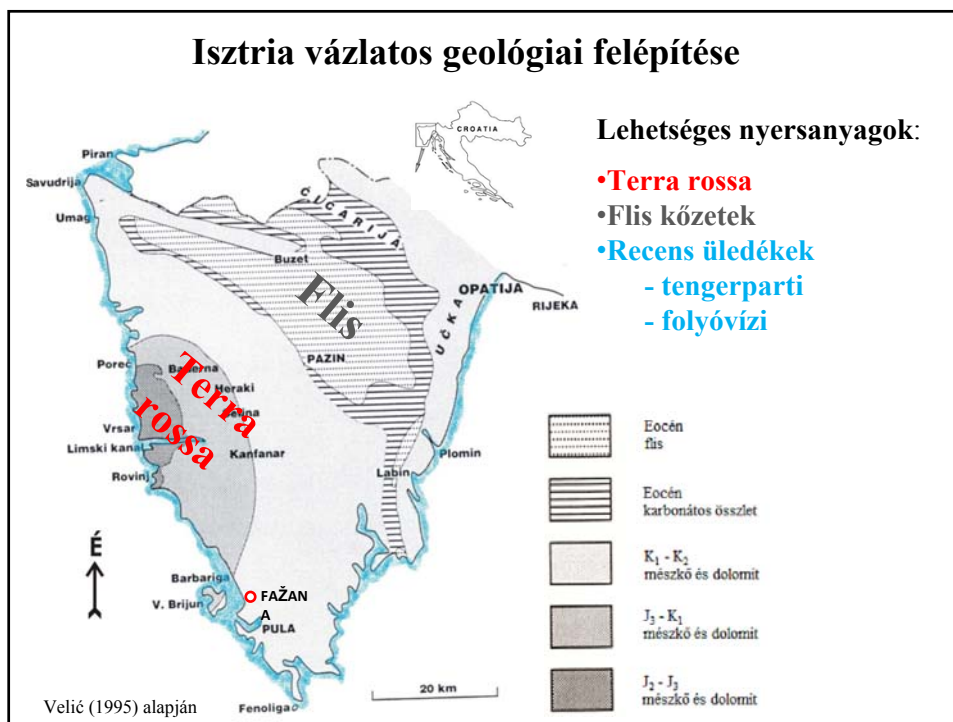 Isztria vázlatos geológiai felépítése
CROATIA
Lehetséges nyersanyagok:
•Terra rossa
•Flis kőzetek
•Recens üledékek
- tengerparti
- folyóvízi
Piran
Savudrija
Umag
ĆIĆARIJA
Buzet
Flis
OPATIJA
RIJEKA
UČKA
PAZIN
Poreč
Baderna
Terra
rossa
Heraki
Vrsar
Limski kanal
Kanfanar
Rovinj
Labin
Plomin
É
Barbariga
V. Brijun
FAŽAN
A
PULA
Fenoliga
20 km
Velić (1995) alapján
Eocén
flis
Eocén
karbonátos összlet
K₁ - K₂
mészkő és dolomit
J₃ - K₁
mészkő és dolomit
J₂ - J₃
mészkő és dolomit